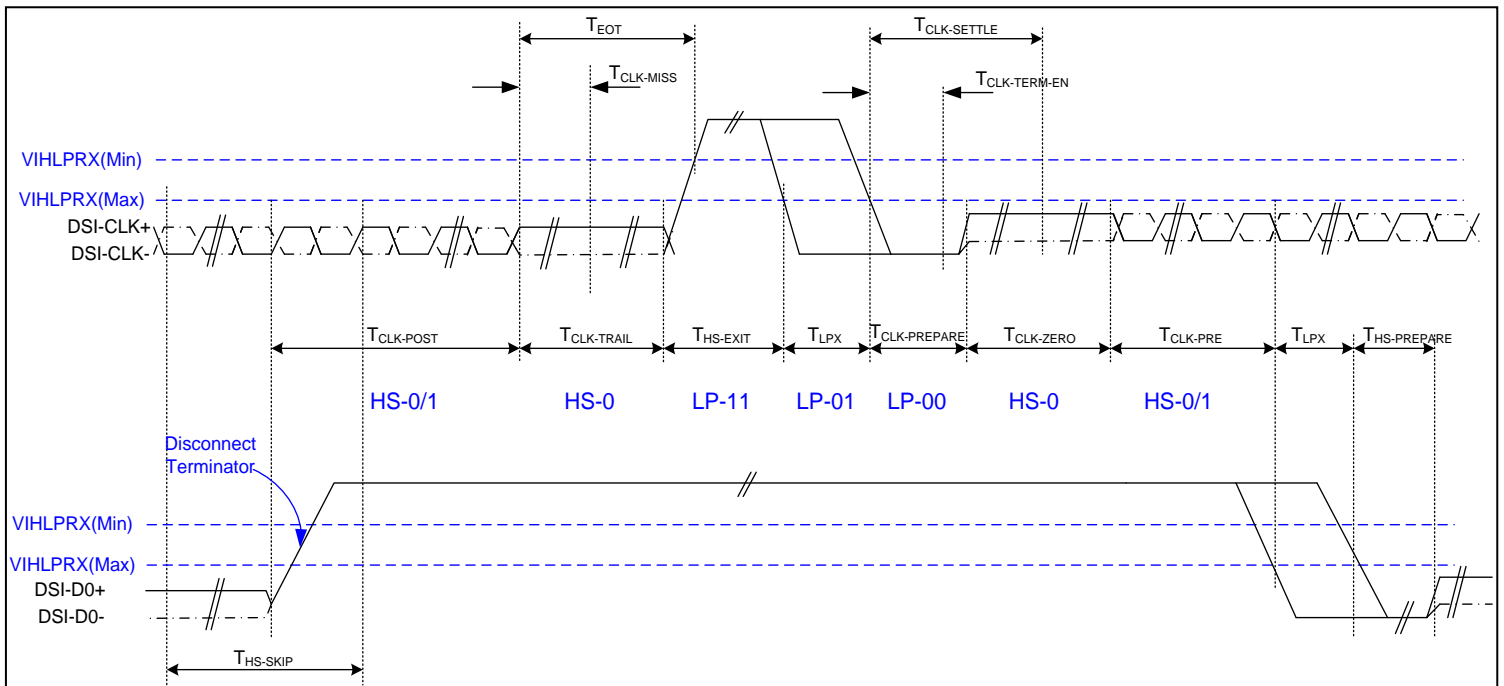 TEOT
TCLK-SETTLE
TCLK-MISS
TCLK-TERM-EN
VIHLPRX(Min)
VIHLPRX(Max)
DSI-CLK+
DSI-CLK-
TCLK-POST TCLK-TRAIL THS-EXIT TLPX TCLK-PREPARE TCLK-ZERO TCLK-PRE TLPX THS-PREPARE
HS-0/1 HS-0 LP-11 LP-01 LP-00 HS-0 HS-0/1
Disconnect
Terminator
VIHLPRX(Min)
VIHLPRX(Max)
DSI-D0+
DSI-D0-
THS-SKIP